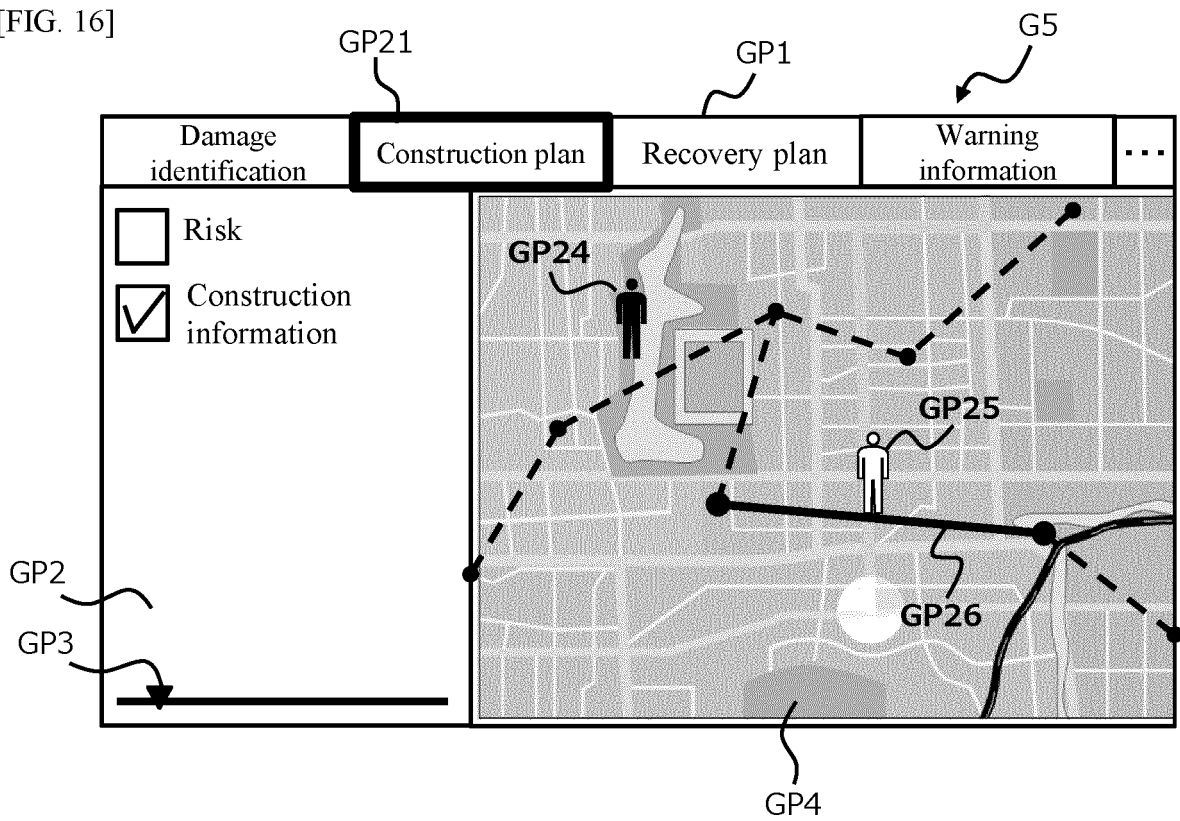 [FIG. 16]
GP21
GP1
G5
Damage
identification
Construction plan
Recovery plan
Warning
information
...
Risk
Construction
information
GP24
GP25
GP26
GP2
GP3
GP4